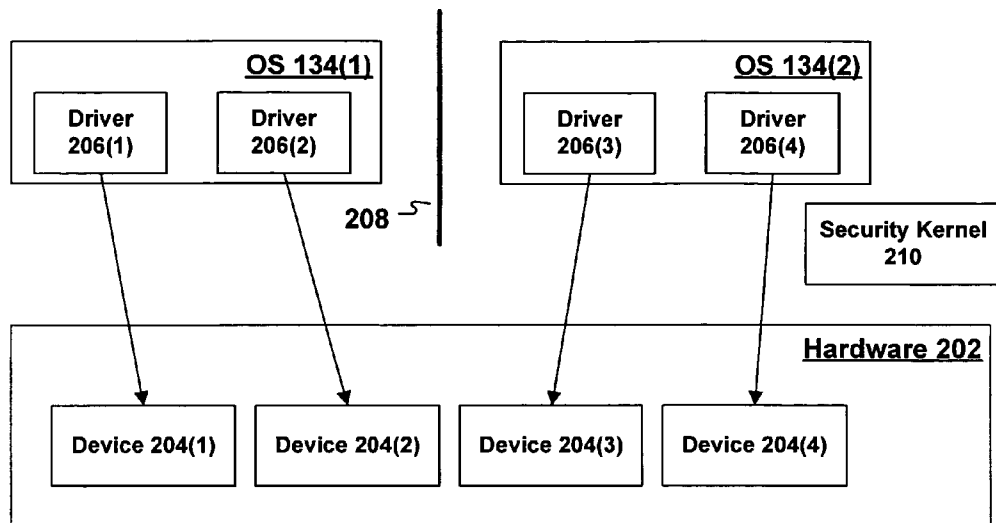 OS 134(1)
Driver
206(1)
Driver
206(2)
208
OS 134(2)
Driver
206(3)
Driver
206(4)
Security Kernel
210
Hardware 202
Device 204(1)
Device 204(2)
Device 204(3)
Device 204(4)